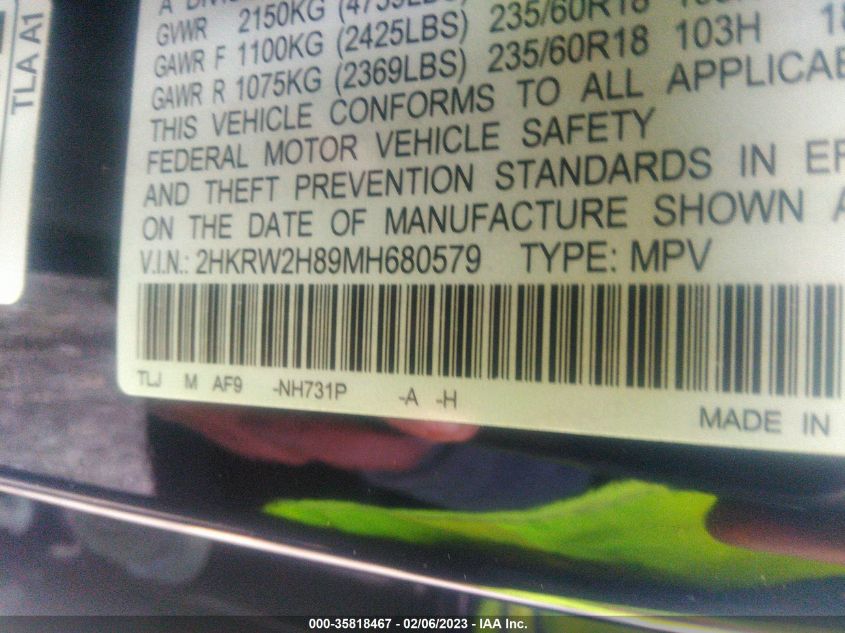 TLA A1
A
GVWR 2150KG (4739LBS)
GAWR F 1100KG (2425LBS) 235/60R18
GAWR R 1075KG (2369LBS) 235/60R18 103H 18
THIS VEHICLE CONFORMS TO ALL
FEDERAL MOTOR VEHICLE SAFETY
AND THEFT PREVENTION STANDARDS IN
ON THE DATE OF MANUFACTURE SHOWN
V.I.N.: 2HKRW2H89MH680579 TYPE: MPV
TLJ M AF9 -NH731P -A -H
MADE IN
000-35818467 - 02/06/2023 - IAA Inc.